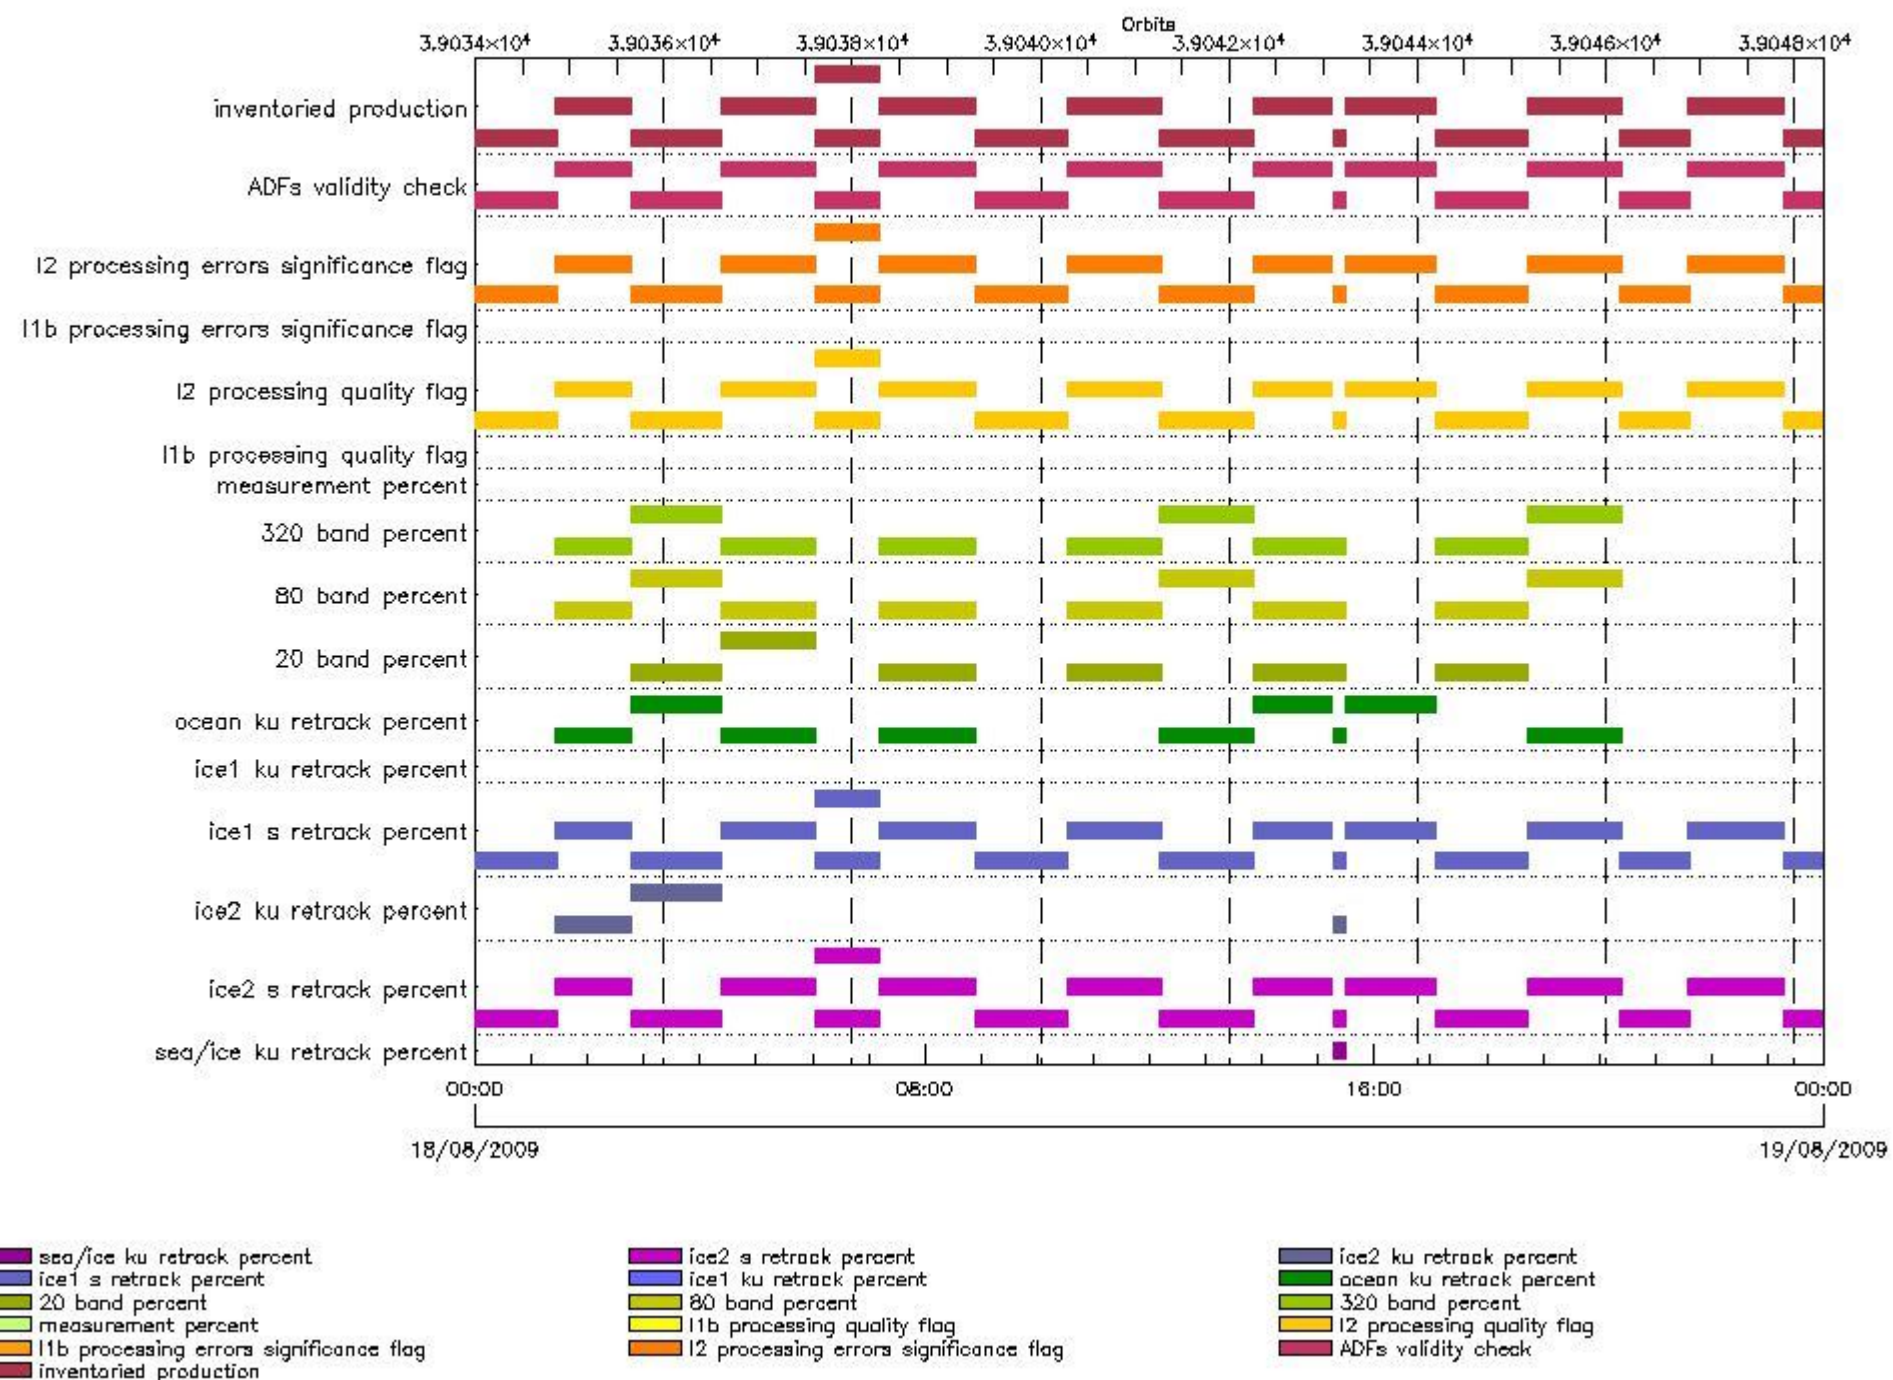 Orbits
3.9034×10⁴ 3.9036×10⁴ 3.9038×10⁴ 3.9040×10⁴ 3.9042×10⁴ 3.9044×10⁴ 3.9046×10⁴ 3.9048×10⁴
inventoried production
ADFs validity check
l2 processing errors significance flag
l1b processing errors significance flag
l2 processing quality flag
l1b processing quality flag
measurement percent
320 band percent
80 band percent
20 band percent
ocean ku retrack percent
ice1 ku retrack percent
ice1 s retrack percent
ice2 ku retrack percent
ice2 s retrack percent
sea/ice ku retrack percent
00:00 08:00 16:00 00:00
18/08/2009 19/08/2009
sea/ice ku retrack percent ice2 s retrack percent ice2 ku retrack percent
ice1 s retrack percent ice1 ku retrack percent ocean ku retrack percent
20 band percent 80 band percent 320 band percent
measurement percent l1b processing quality flag l2 processing quality flag
l1b processing errors significance flag l2 processing errors significance flag ADFs validity check
inventoried production